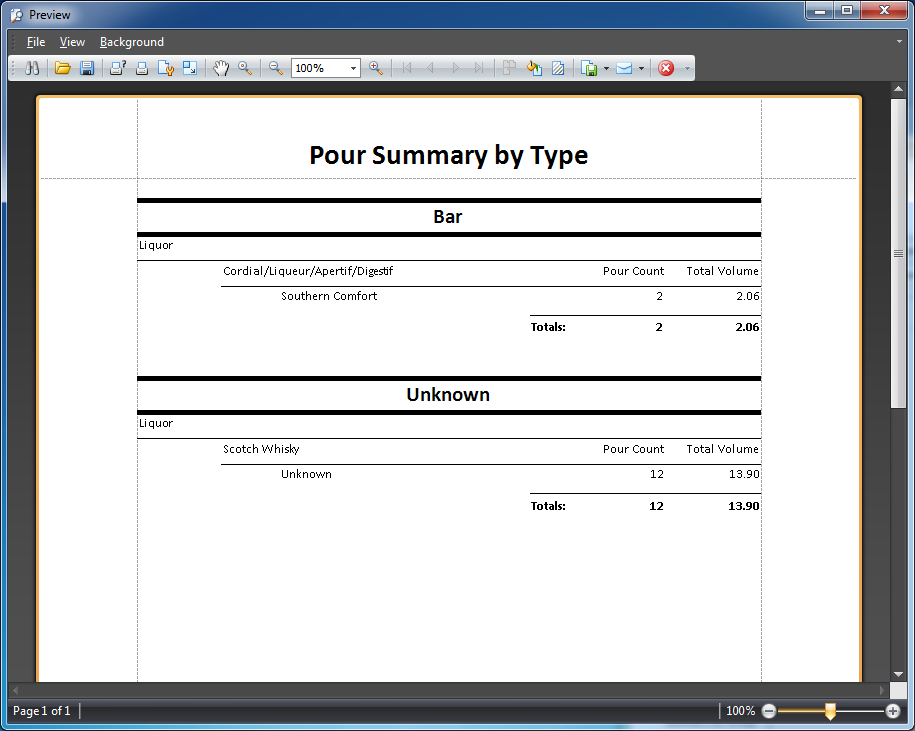 Preview
File View Background
100%
Pour Summary by Type
Bar
Liquor
Cordial/Liqueur/Apertif/Digestif Pour Count Total Volume
Southern Comfort 2 2.06
Totals: 2 2.06
Unknown
Liquor
Scotch Whisky Pour Count Total Volume
Unknown 12 13.90
Totals: 12 13.90
Page 1 of 1 100%